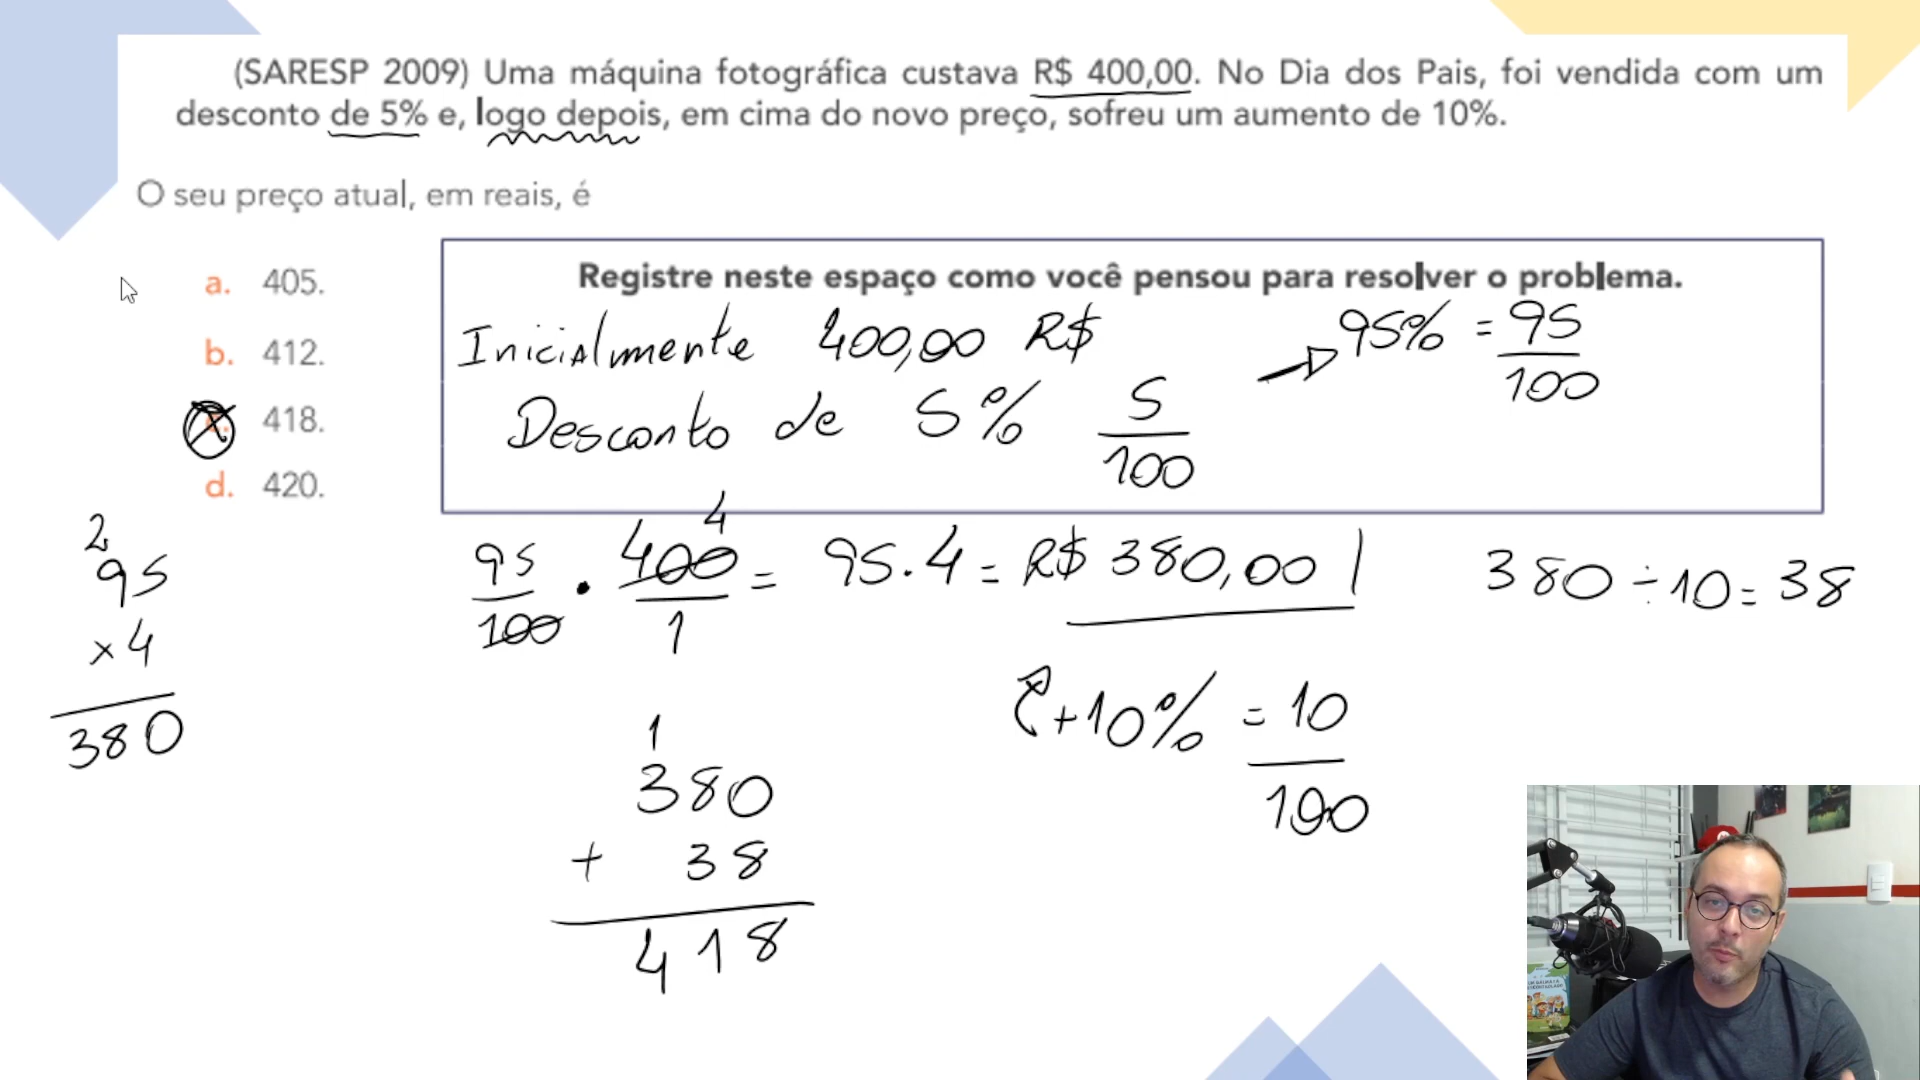 (SARESP 2009) Uma máquina fotográfica custava R$ 400,00. No Dia dos Pais, foi vendida com um
desconto de 5% e, logo depois, em cima do novo preço, sofreu um aumento de 10%.
O seu preço atual, em reais, é
a. 405.
b. 412.
c. 418.
d. 420.
Registre neste espaço como você pensou para resolver o problema.
Inicialmente 400,00 R$
95% = 95/100
Desconto de 5% 5/100
2
95
x4
380
4
95/100 . 400/1 = 95.4 = R$ 380,00
380 ÷ 10 = 38
+10% = 10/100
1
380
+ 38
418